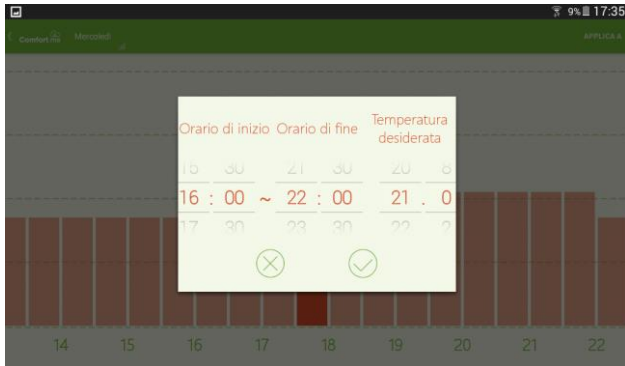 9% 17:35
Comfort me Mercoledì APPLICA A
Orario di inizio Orario di fine Temperatura
desiderata
15 30 21 30 20 8
16 : 00 ~ 22 : 00 21 . 0
17 30 23 30 22 2
14 15 16 17 18 19 20 21 22